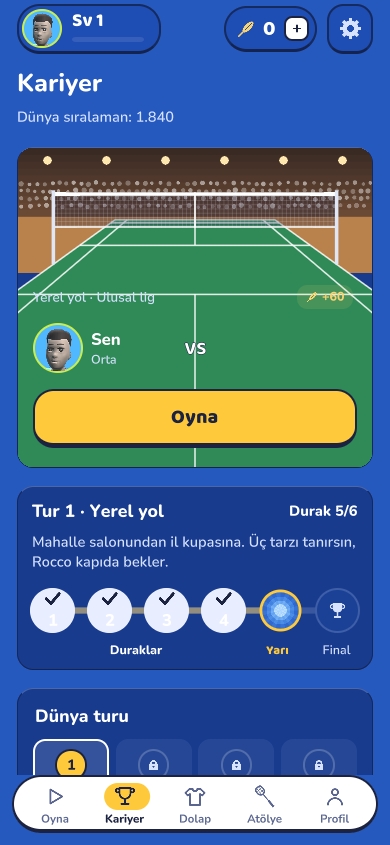 Sv 1
0
+
Kariyer
Dünya sıralaman: 1.840
Yerel yol · Ulusal lig
+60
Sen
Orta
VS
Oyna
Tur 1 · Yerel yol
Durak 5/6
Mahalle salonundan il kupasına. Üç tarzı tanırsın,
Rocco kapıda bekler.
1
2
3
4
Duraklar
Yarı
Final
Dünya turu
1
Oyna
Kariyer
Dolap
Atölye
Profil